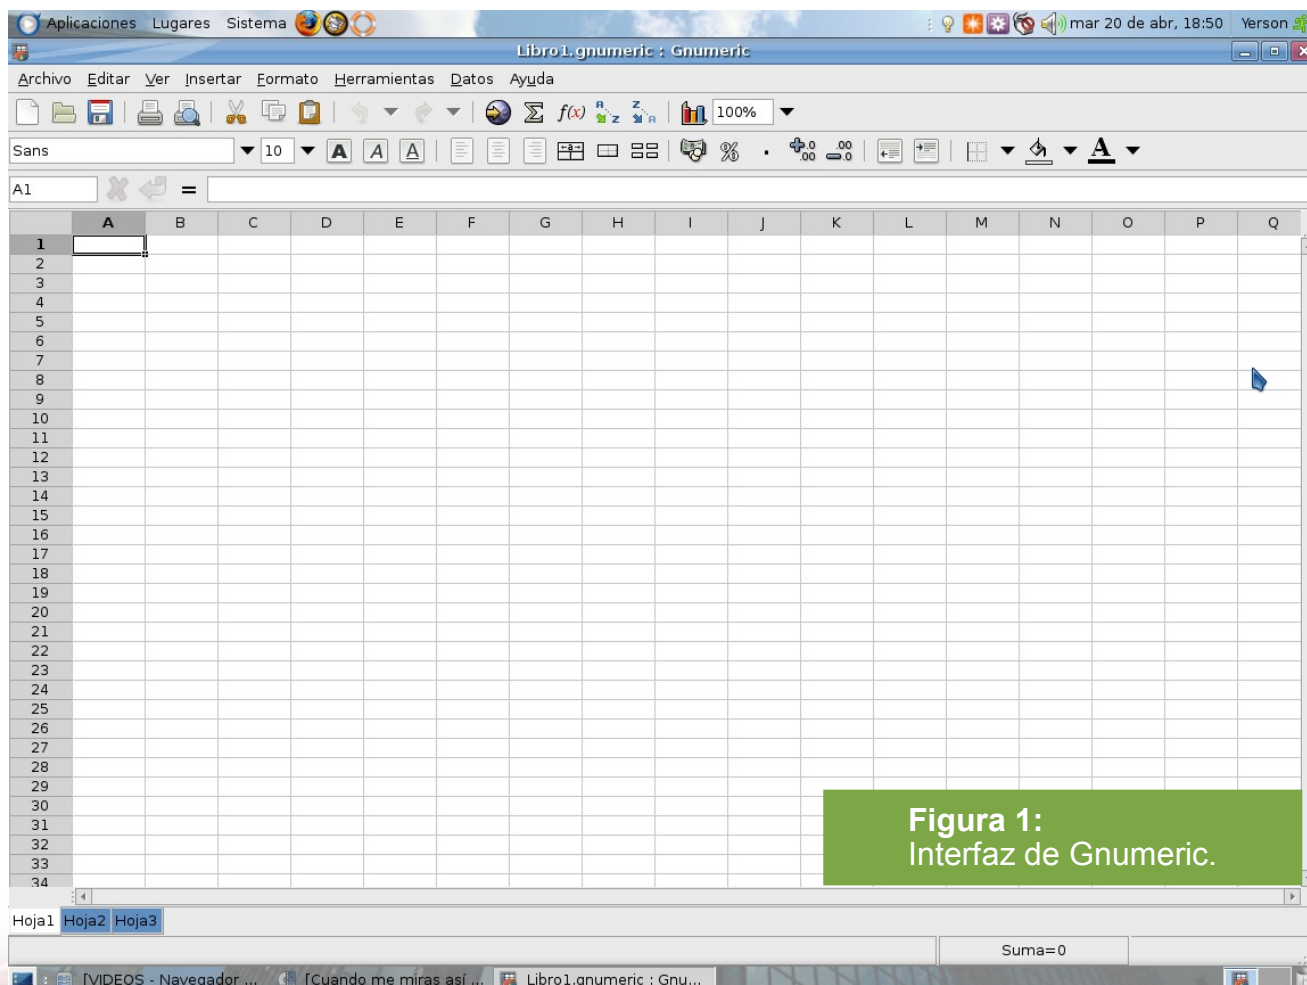 Aplicaciones Lugares Sistema mar 20 de abr, 18:50 Yerson
Libro1.gnumeric : Gnumeric
Archivo Editar Ver Insertar Formato Herramientas Datos Ayuda
f(x) A Z Z A 100%
Sans 10 A A A a % . .0 .00 .00 .0 A
A1 =
A B C D E F G H I J K L M N O P Q
1
2
3
4
5
6
7
8
9
10
11
12
13
14
15
16
17
18
19
20
21
22
23
24
25
26
27
28
29
30
31
32
33
34
Figura 1:
Interfaz de Gnumeric.
Hoja1 Hoja2 Hoja3
Suma=0
[VIDEOS - Navegador ... [Cuando me miras así ... Libro1.gnumeric : Gnu...